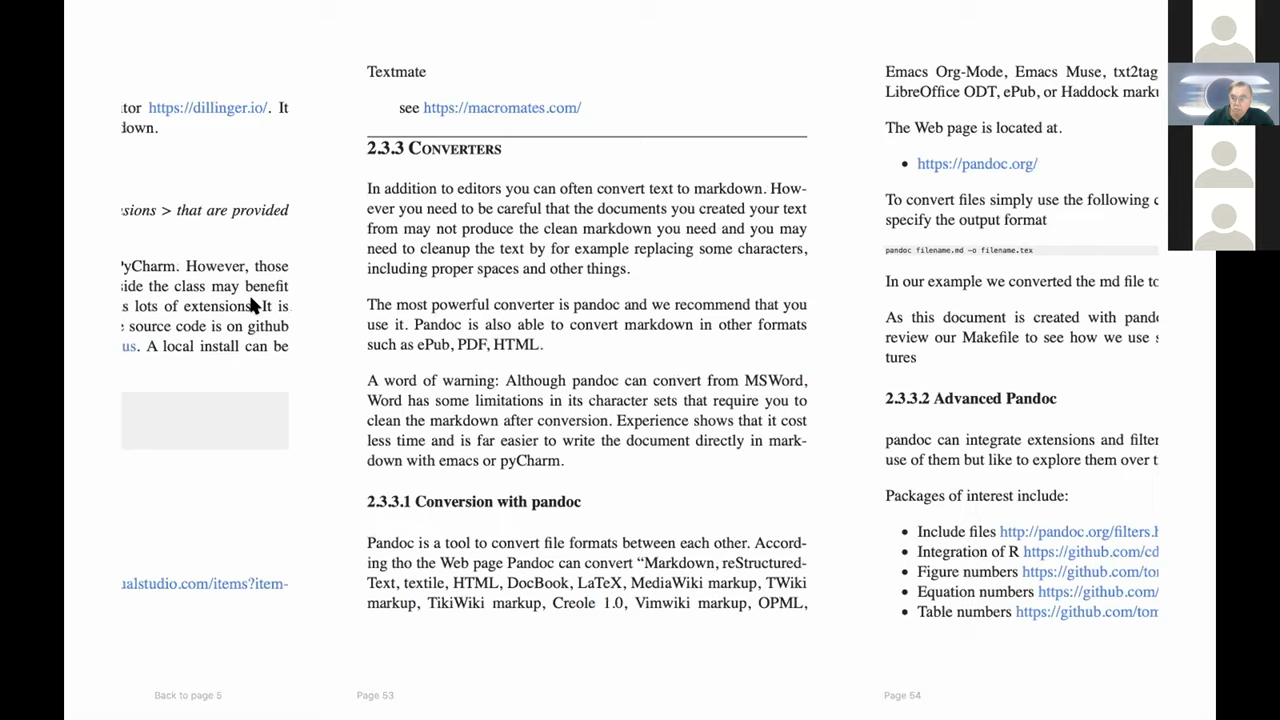 tor https://dillinger.io/. It
down.
sions > that are provided
PyCharm. However, those
side the class may benefit
s lots of extensions. It is
source code is on github
us. A local install can be
ualstudio.com/items?item-
Back to page 5
Textmate
see https://macromates.com/
2.3.3 CONVERTERS
In addition to editors you can often convert text to markdown. How-
ever you need to be careful that the documents you created your text
from may not produce the clean markdown you need and you may
need to cleanup the text by for example replacing some characters,
including proper spaces and other things.
The most powerful converter is pandoc and we recommend that you
use it. Pandoc is also able to convert markdown in other formats
such as ePub, PDF, HTML.
A word of warning: Although pandoc can convert from MSWord,
Word has some limitations in its character sets that require you to
clean the markdown after conversion. Experience shows that it cost
less time and is far easier to write the document directly in mark-
down with emacs or pyCharm.
2.3.3.1 Conversion with pandoc
Pandoc is a tool to convert file formats between each other. Accord-
ing tho the Web page Pandoc can convert “Markdown, reStructured-
Text, textile, HTML, DocBook, LaTeX, MediaWiki markup, TWiki
markup, TikiWiki markup, Creole 1.0, Vimwiki markup, OPML,
Page 53
Emacs Org-Mode, Emacs Muse, txt2tag
LibreOffice ODT, ePub, or Haddock marku
The Web page is located at.
• https://pandoc.org/
To convert files simply use the following c
specify the output format
pandoc filename.md -o filename.tex
In our example we converted the md file to
As this document is created with pando
review our Makefile to see how we use s
tures
2.3.3.2 Advanced Pandoc
pandoc can integrate extensions and filter
use of them but like to explore them over t
Packages of interest include:
• Include files http://pandoc.org/filters.h
• Integration of R https://github.com/cd
• Figure numbers https://github.com/tom
• Equation numbers https://github.com/
• Table numbers https://github.com/tom
Page 54